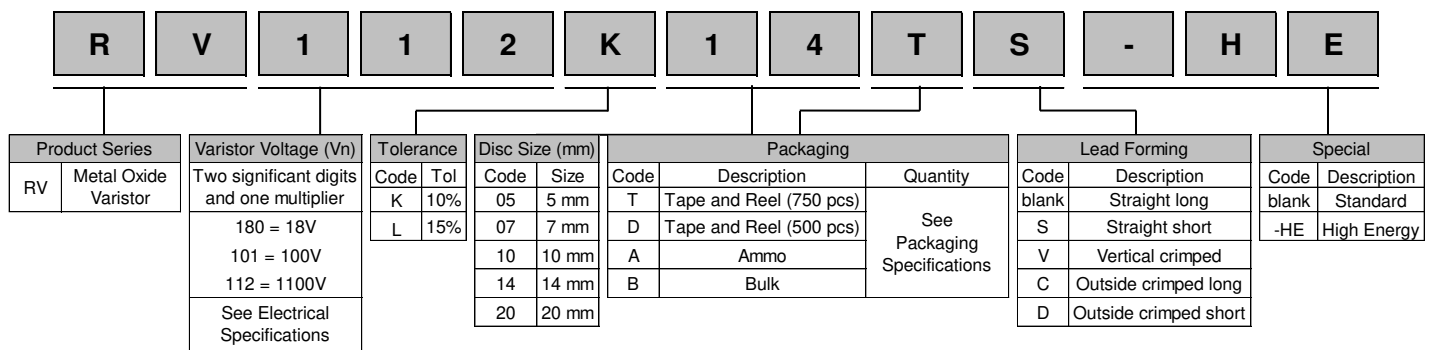 R V 1 1 2 K 1 4 T S - H E
Product Series
RV Metal Oxide
Varistor
Varistor Voltage (Vn)
Two significant digits
and one multiplier
180 = 18V
101 = 100V
112 = 1100V
See Electrical
Specifications
Tolerance
Code Tol
K 10%
L 15%
Disc Size (mm)
Code Size
05 5 mm
07 7 mm
10 10 mm
14 14 mm
20 20 mm
Packaging
Code Description Quantity
T Tape and Reel (750 pcs)
D Tape and Reel (500 pcs)
A Ammo
B Bulk
See
Packaging
Specifications
Lead Forming
Code Description
blank Straight long
S Straight short
V Vertical crimped
C Outside crimped long
D Outside crimped short
Special
Code Description
blank Standard
-HE High Energy